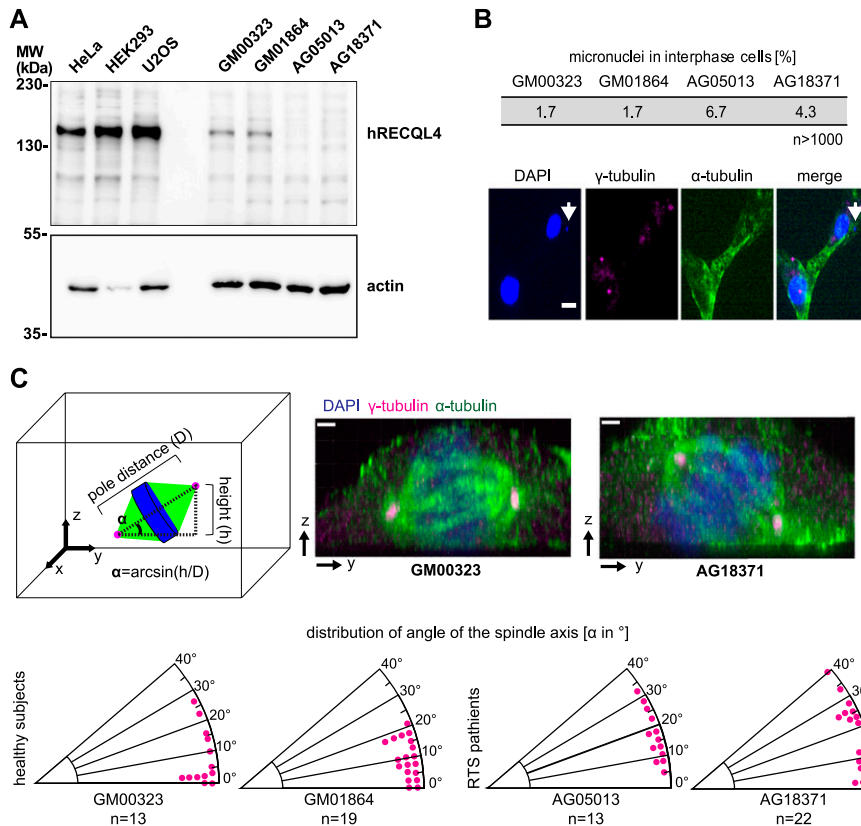 A
MW
(kDa)
HeLa
HEK293
U2OS
GM00323
GM01864
AG05013
AG18371
230-
130-
hRECQL4
55-
35-
actin
B
micronuclei in interphase cells [%]
GM00323 GM01864 AG05013 AG18371
1.7 1.7 6.7 4.3
n>1000
DAPI γ-tubulin α-tubulin merge
C
pole distance (D)
height (h)
α
z
y
x
α=arcsin(h/D)
DAPI γ-tubulin α-tubulin
z
y
GM00323
z
y
AG18371
distribution of angle of the spindle axis [α in °]
healthy subjects
40°
30°
20°
10°
0°
GM00323
n=13
40°
30°
20°
10°
0°
GM01864
n=19
RTS pathients
40°
30°
20°
10°
0°
AG05013
n=13
40°
30°
20°
10°
0°
AG18371
n=22